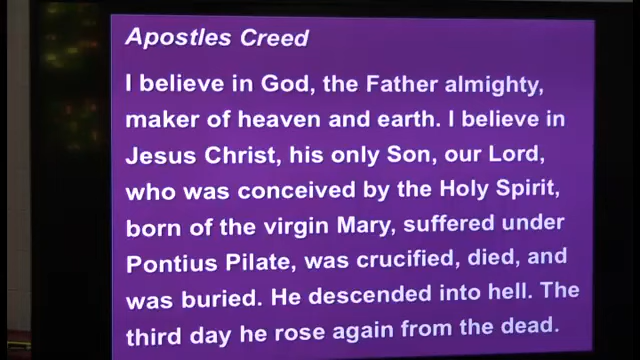 Apostles Creed
I believe in God, the Father almighty,
maker of heaven and earth. I believe in
Jesus Christ, his only Son, our Lord,
who was conceived by the Holy Spirit,
born of the virgin Mary, suffered under
Pontius Pilate, was crucified, died, and
was buried. He descended into hell. The
third day he rose again from the dead.